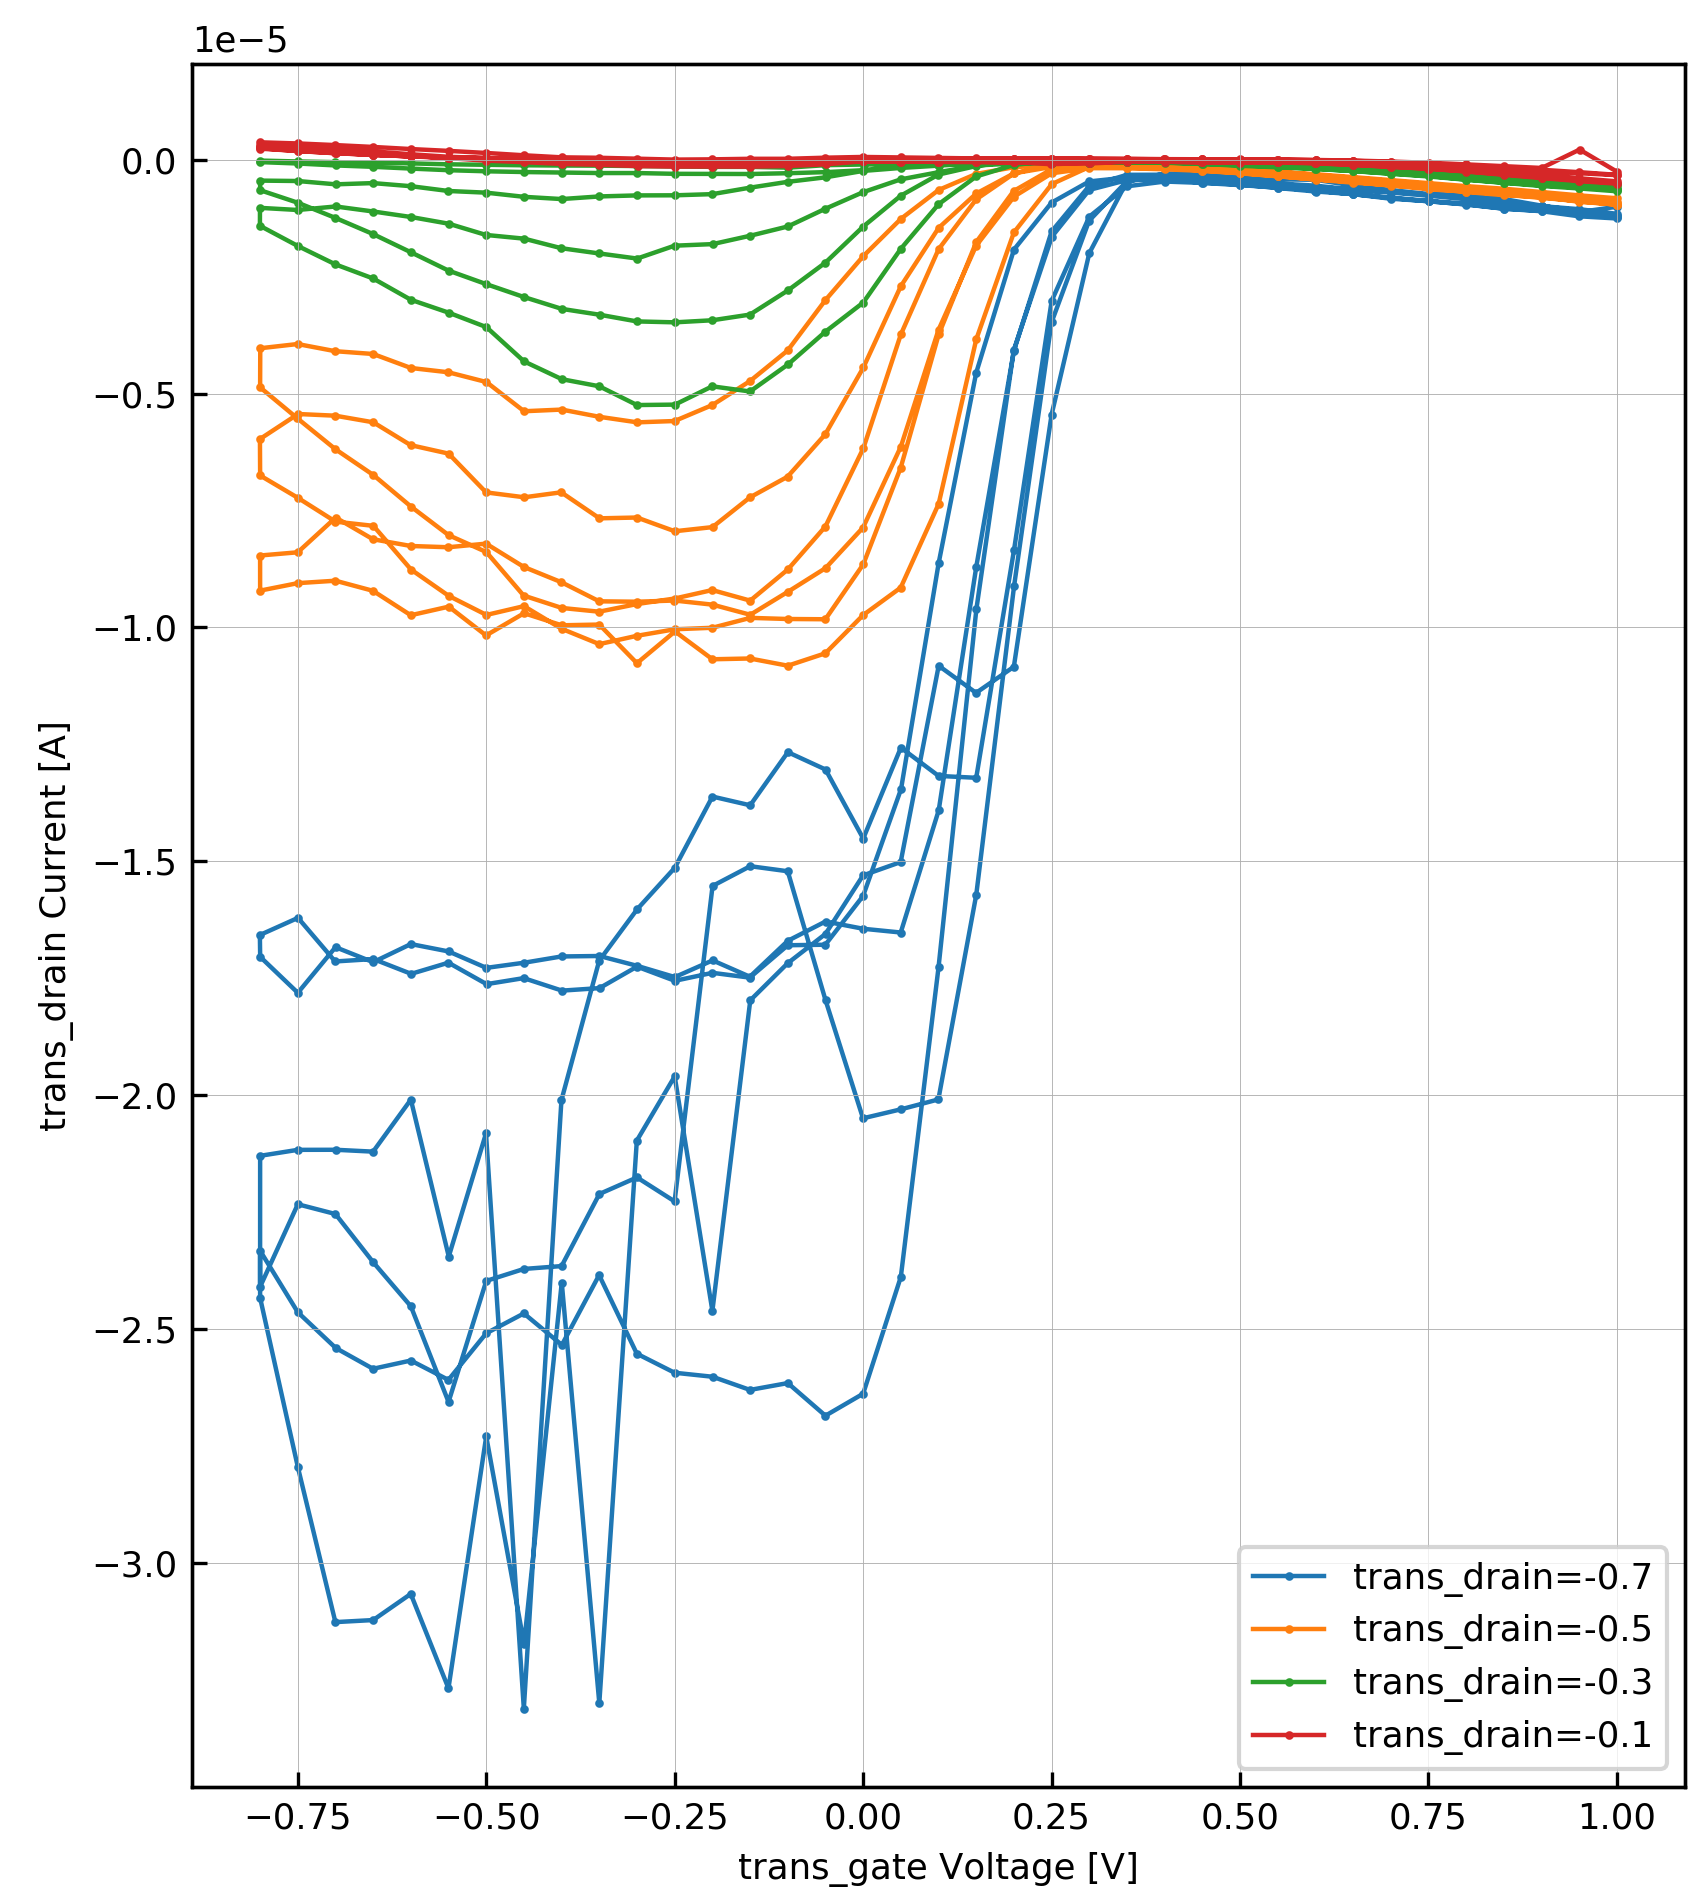 1e−5
0.0
−0.5
−1.0
−1.5
−2.0
−2.5
−3.0
trans_drain Current [A]
−0.75 −0.50 −0.25 0.00 0.25 0.50 0.75 1.00
trans_gate Voltage [V]
trans_drain=-0.7
trans_drain=-0.5
trans_drain=-0.3
trans_drain=-0.1